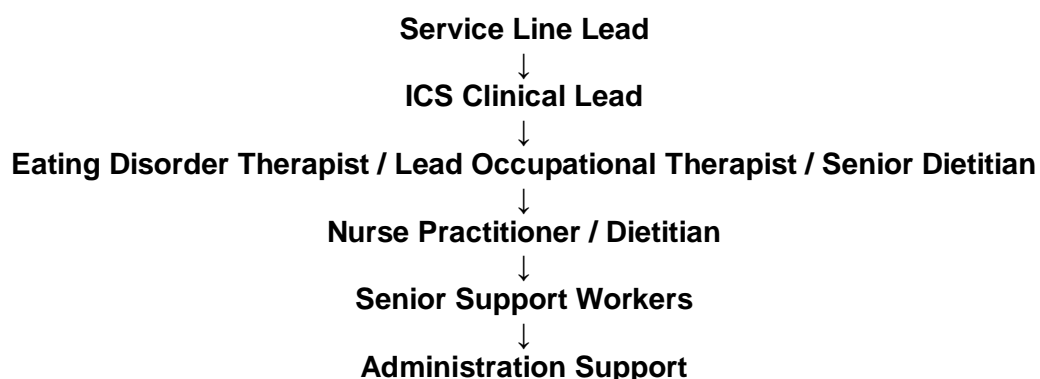 Service Line Lead
↓
ICS Clinical Lead
↓
Eating Disorder Therapist / Lead Occupational Therapist / Senior Dietitian
↓
Nurse Practitioner / Dietitian
↓
Senior Support Workers
↓
Administration Support